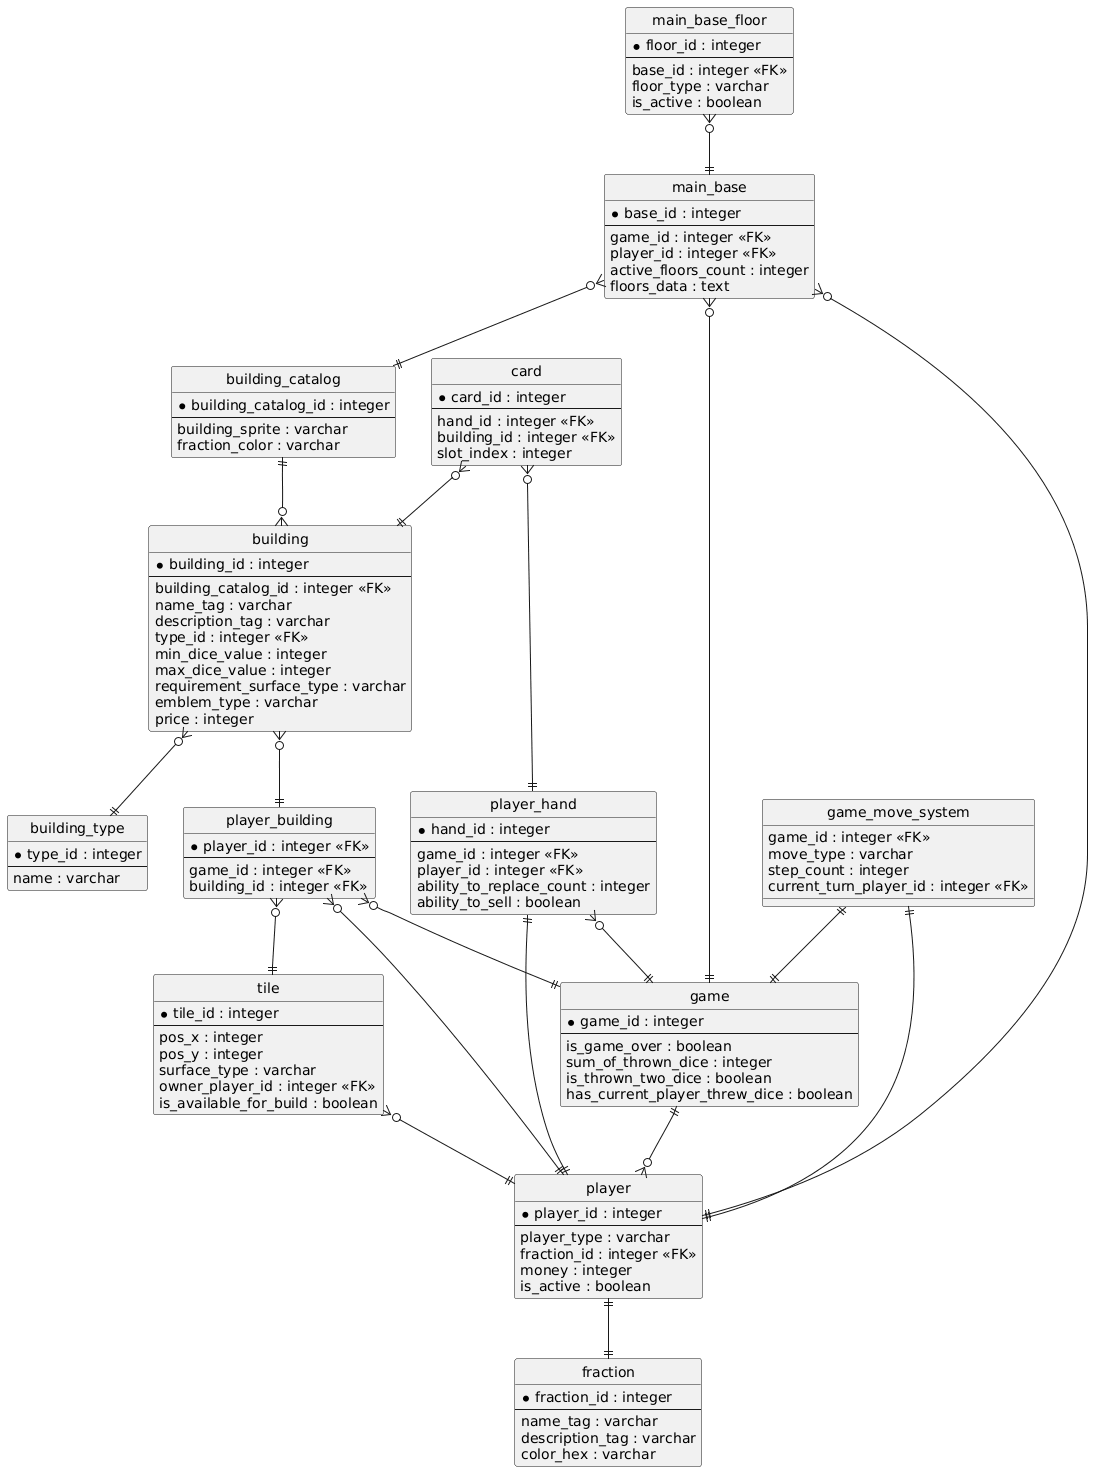 main_base_floor
floor_id : integer
base_id : integer «FK»
floor_type : varchar
is_active : boolean
main_base
base_id : integer
game_id : integer «FK»
player_id : integer «FK»
active_floors_count : integer
floors_data : text
building_catalog
building_catalog_id : integer
building_sprite : varchar
fraction_color : varchar
card
card_id : integer
hand_id : integer «FK»
building_id : integer «FK»
slot_index : integer
building
building_id : integer
building_catalog_id : integer «FK»
name_tag : varchar
description_tag : varchar
type_id : integer «FK»
min_dice_value : integer
max_dice_value : integer
requirement_surface_type : varchar
emblem_type : varchar
price : integer
building_type
type_id : integer
name : varchar
player_building
player_id : integer «FK»
game_id : integer «FK»
building_id : integer «FK»
player_hand
hand_id : integer
game_id : integer «FK»
player_id : integer «FK»
ability_to_replace_count : integer
ability_to_sell : boolean
game_move_system
game_id : integer «FK»
move_type : varchar
step_count : integer
current_turn_player_id : integer «FK»
tile
tile_id : integer
pos_x : integer
pos_y : integer
surface_type : varchar
owner_player_id : integer «FK»
is_available_for_build : boolean
game
game_id : integer
is_game_over : boolean
sum_of_thrown_dice : integer
is_thrown_two_dice : boolean
has_current_player_threw_dice : boolean
player
player_id : integer
player_type : varchar
fraction_id : integer «FK»
money : integer
is_active : boolean
fraction
fraction_id : integer
name_tag : varchar
description_tag : varchar
color_hex : varchar